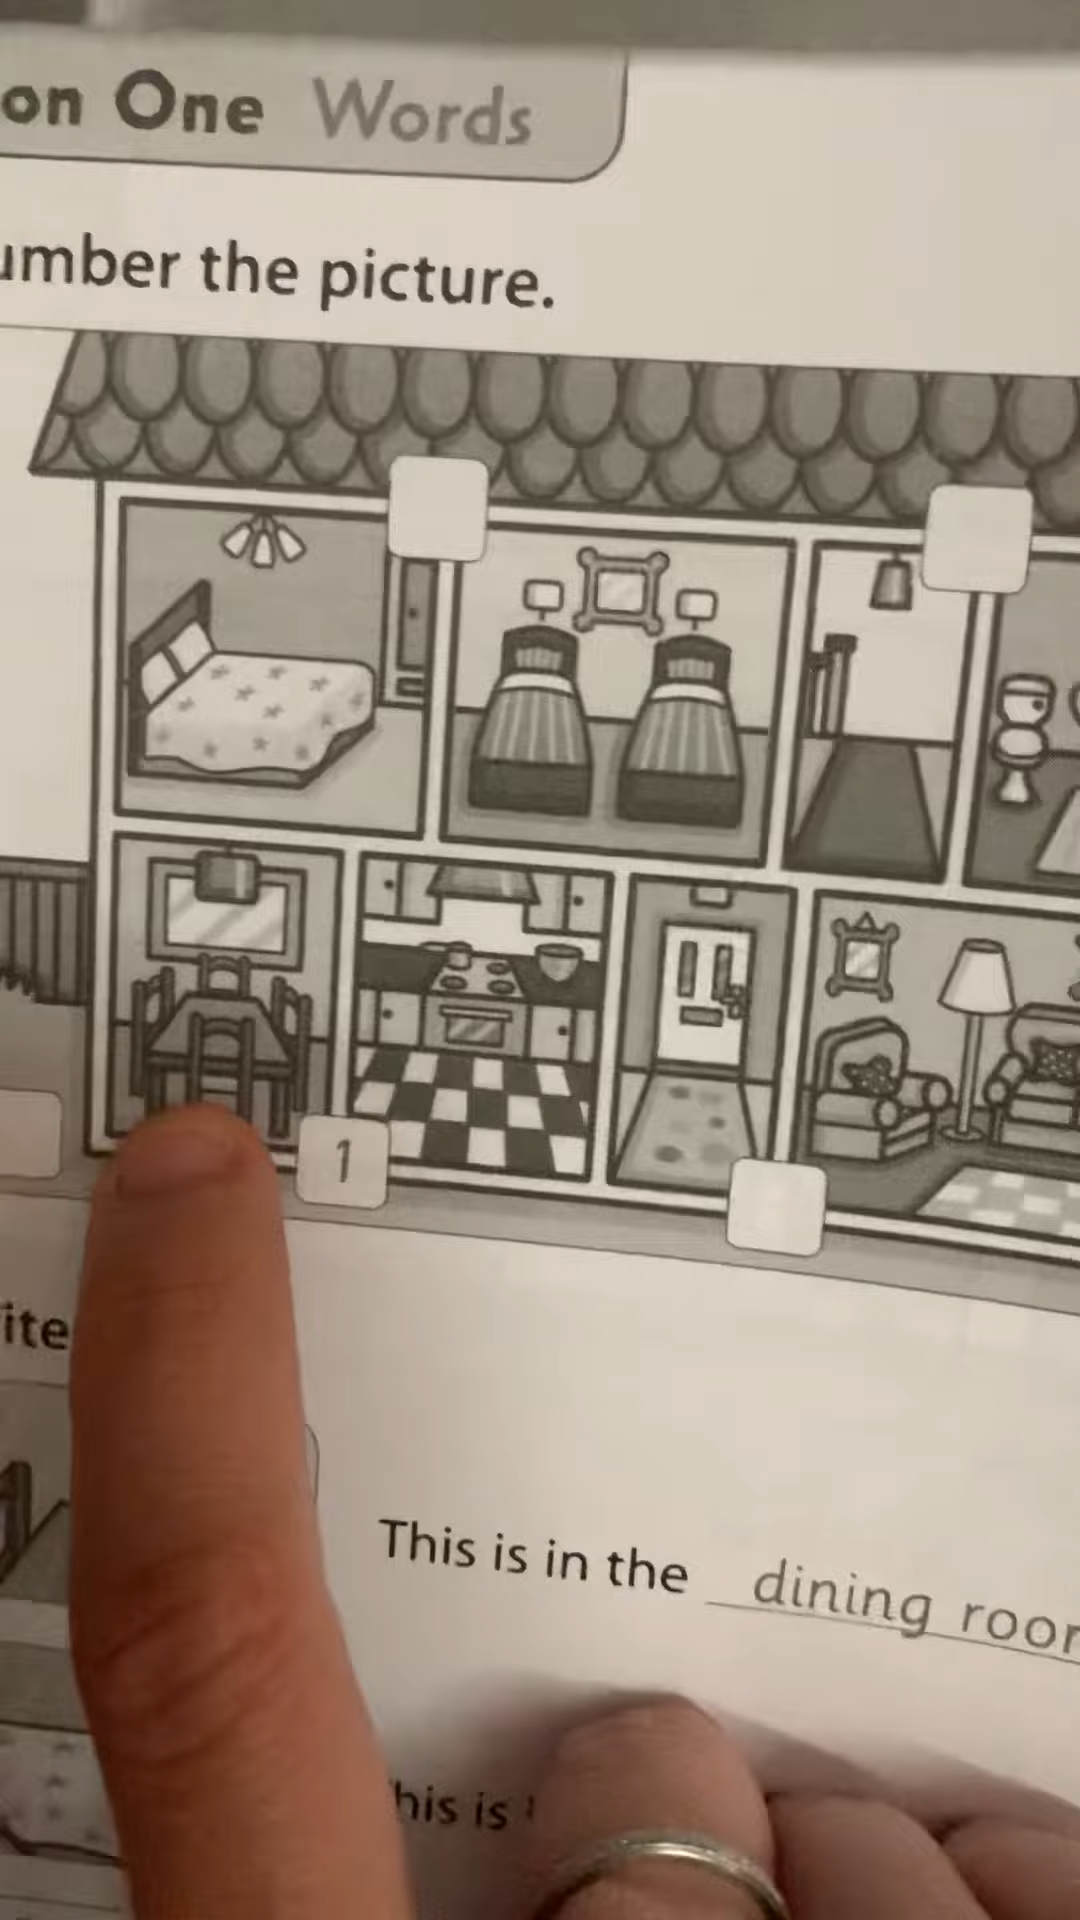 on One Words
umber the picture.
1
ite
This is in the dining roor
his is